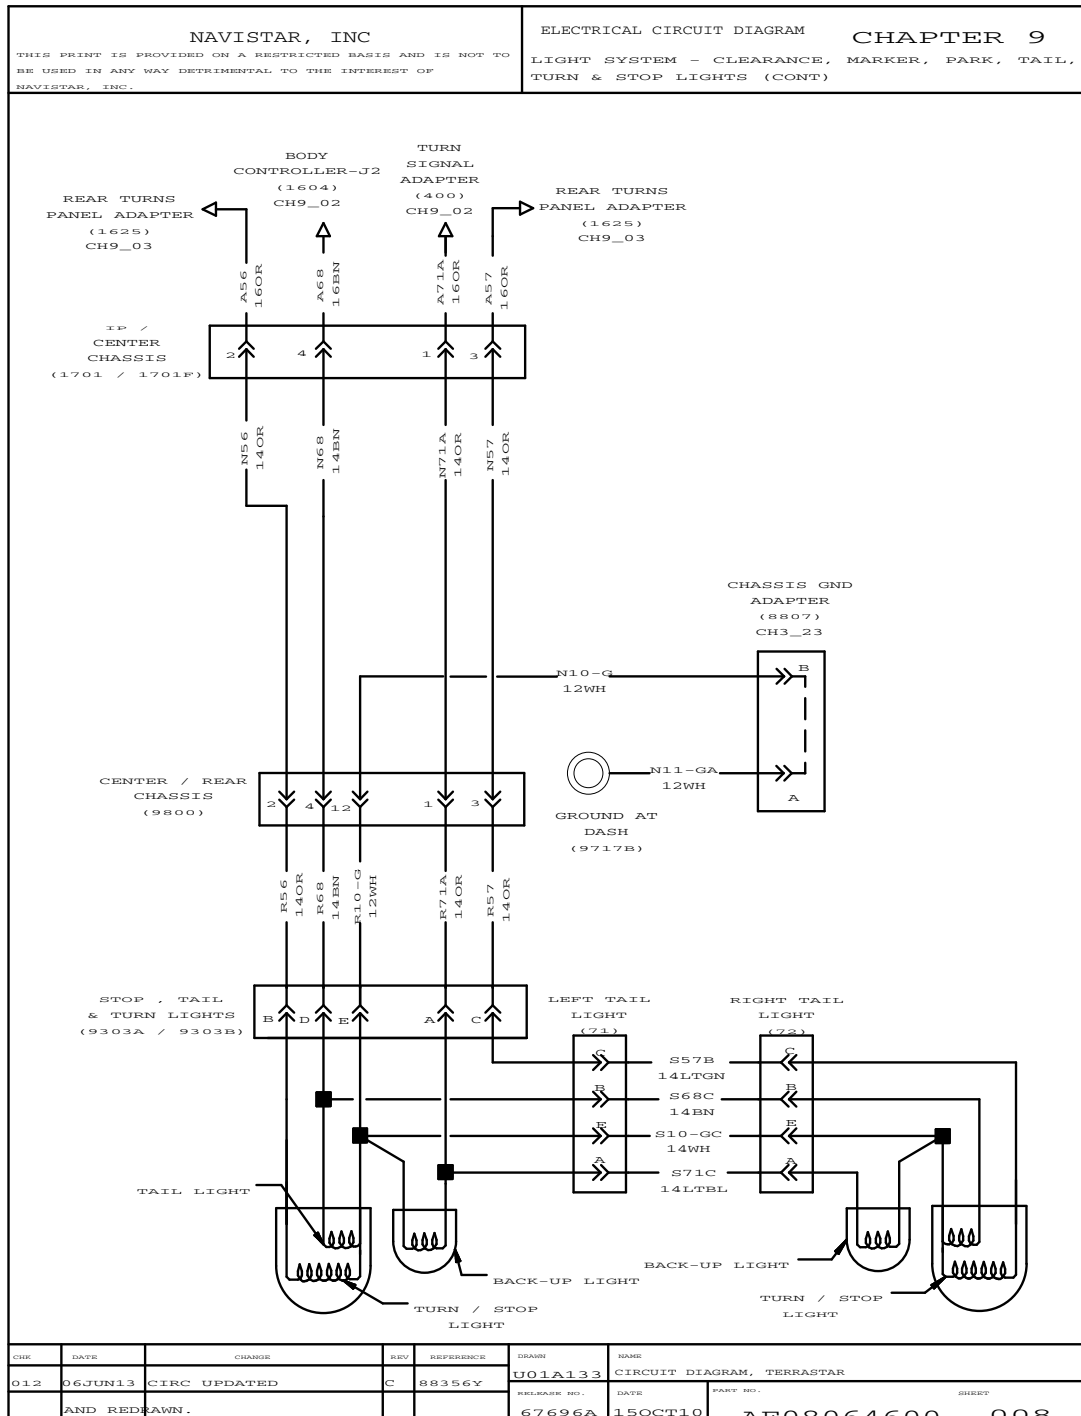 NAVISTAR, INC
THIS PRINT IS PROVIDED ON A RESTRICTED BASIS AND IS NOT TO
BE USED IN ANY WAY DETRIMENTAL TO THE INTEREST OF
NAVISTAR, INC.
ELECTRICAL CIRCUIT DIAGRAM
CHAPTER 9
LIGHT SYSTEM - CLEARANCE, MARKER, PARK, TAIL,
TURN & STOP LIGHTS (CONT)
REAR TURNS
PANEL ADAPTER
(1625)
CH9_03
BODY
CONTROLLER-J2
(1604)
CH9_02
TURN
SIGNAL
ADAPTER
(400)
CH9_02
REAR TURNS
PANEL ADAPTER
(1625)
CH9_03
A56
16OR
A68
16BN
A71A
16OR
A57
16OR
IP /
CENTER
CHASSIS
(1701 / 1701F)
2
4
1
3
N56
14OR
N68
14BN
N71A
14OR
N57
14OR
CHASSIS GND
ADAPTER
(8807)
CH3_23
N10-G
12WH
B
N11-GA
12WH
A
GROUND AT
DASH
(9717B)
CENTER / REAR
CHASSIS
(9800)
2
4
12
1
3
R56
14OR
R68
14BN
R10-G
12WH
R71A
14OR
R57
14OR
STOP , TAIL
& TURN LIGHTS
(9303A / 9303B)
B
D
E
A
C
LEFT TAIL
LIGHT
(71)
RIGHT TAIL
LIGHT
(72)
C
S57B
14LTGN
C
B
S68C
14BN
B
E
S10-GC
14WH
E
A
S71C
14LTBL
A
TAIL LIGHT
BACK-UP LIGHT
TURN / STOP
LIGHT
BACK-UP LIGHT
TURN / STOP
LIGHT
CHK
DATE
CHANGE
REV
REFERENCE
DRAWN
NAME
012
06JUN13
CIRC UPDATED
C
88356Y
U01A133
CIRCUIT DIAGRAM, TERRASTAR
AND REDRAWN.
RELEASE NO.
DATE
PART NO.
SHEET
67696A
15OCT10